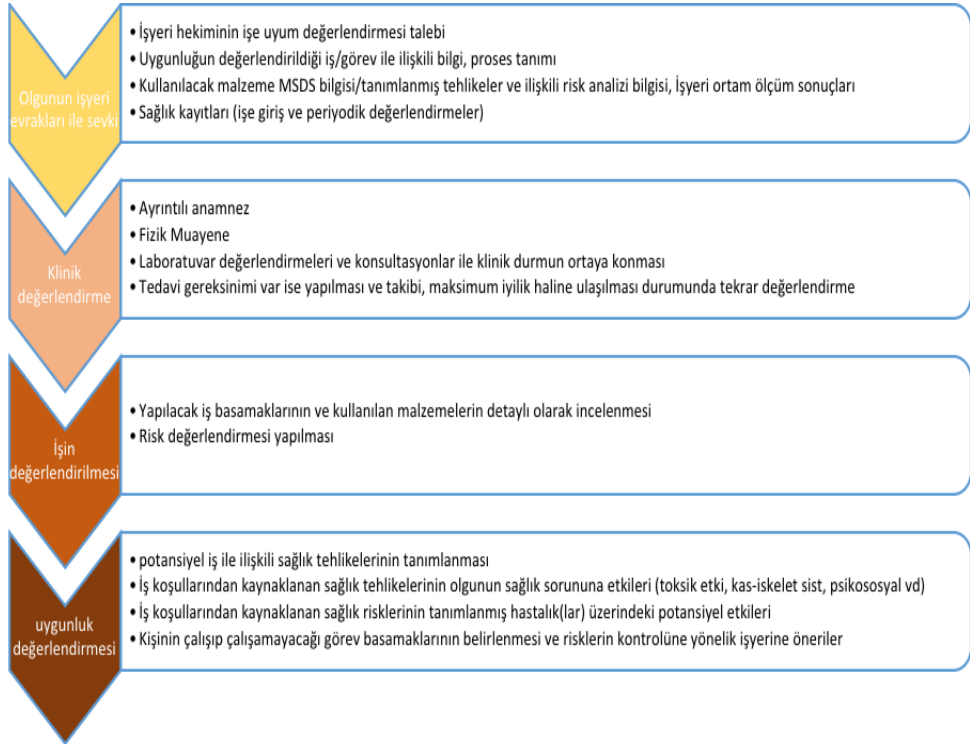 Olgunun işyeri
evrakları ile sevki
• İşyeri hekiminin işe uyum değerlendirmesi talebi
• Uygunluğun değerlendirildiği iş/görev ile ilişkili bilgi, proses tanımı
• Kullanılacak malzeme MSDS bilgisi/tanımlanmış tehlikeler ve ilişkili risk analizi bilgisi, İşyeri ortam ölçüm sonuçları
• Sağlık kayıtları (işe giriş ve periyodik değerlendirmeler)
Klinik
değerlendirme
• Ayrıntılı anamnez
• Fizik Muayene
• Laboratuvar değerlendirmeleri ve konsultasyonlar ile klinik durmun ortaya konması
• Tedavi gereksinimi var ise yapılması ve takibi, maksimum iyilik haline ulaşılması durumunda tekrar değerlendirme
İşin
değerlendirilmesi
• Yapılacak iş basamaklarının ve kullanılan malzemelerin detaylı olarak incelenmesi
• Risk değerlendirmesi yapılması
uygunluk
değerlendirmesi
• potansiyel iş ile ilişkili sağlık tehlikelerinin tanımlanması
• İş koşullarından kaynaklanan sağlık tehlikelerinin olgunun sağlık sorununa etkileri (toksik etki, kas-iskelet sist, psikososyal vd)
• İş koşullarından kaynaklanan sağlık risklerinin tanımlanmış hastalık(lar) üzerindeki potansiyel etkileri
• Kişinin çalışıp çalışamayacağı görev basamaklarının belirlenmesi ve risklerin kontrolüne yönelik işyerine öneriler